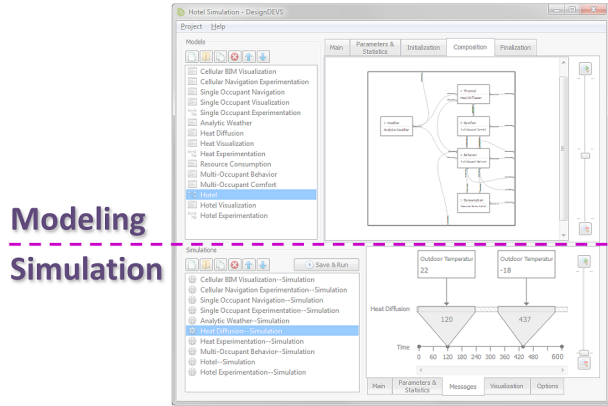 Hotel Simulation - DesignDEVS
Project Help
Models
Main
Parameters &
Statistics
Initialization
Composition
Finalization
Cellular BIM Visualization
Cellular Navigation Experimentation
Single Occupant Navigation
Single Occupant Visualization
Single Occupant Experimentation
Analytic Weather
Heat Diffusion
Heat Visualization
Heat Experimentation
Resource Consumption
Multi-Occupant Behavior
Multi-Occupant Comfort
Hotel
Hotel Visualization
Hotel Experimentation
Modeling
Simulation
Simulations
Save & Run
Cellular BIM Visualization--Simulation
Cellular Navigation Experimentation--Simulation
Single Occupant Navigation--Simulation
Single Occupant Experimentation--Simulation
Analytic Weather--Simulation
Heat Diffusion--Simulation
Heat Experimentation--Simulation
Multi-Occupant Behavior--Simulation
Hotel--Simulation
Hotel Experimentation--Simulation
Outdoor Temperatur
22
Outdoor Temperatur
-18
Heat Diffusion
120
437
Time
0 60 120 180 240 300 360 420 480 600
Main
Parameters &
Statistics
Messages
Visualization
Options